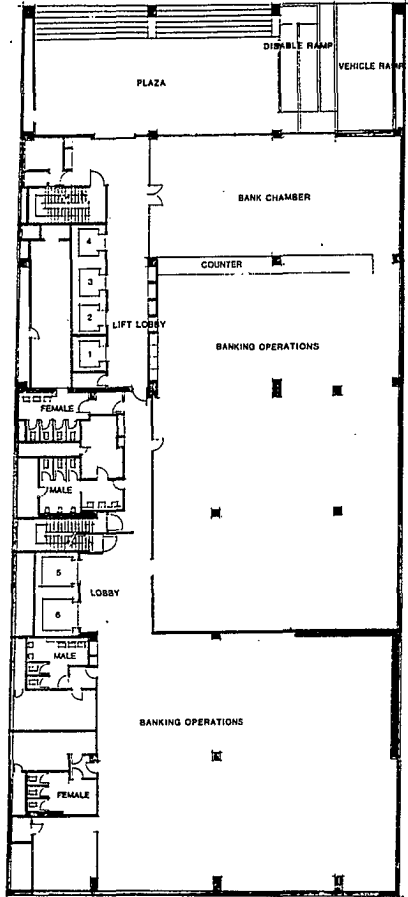 DISABLE RAMP
VEHICLE RAMP
PLAZA
BANK CHAMBER
4
COUNTER
3
2
LIFT LOBBY
BANKING OPERATIONS
1
FEMALE
MALE
5
LOBBY
6
MALE
BANKING OPERATIONS
FEMALE